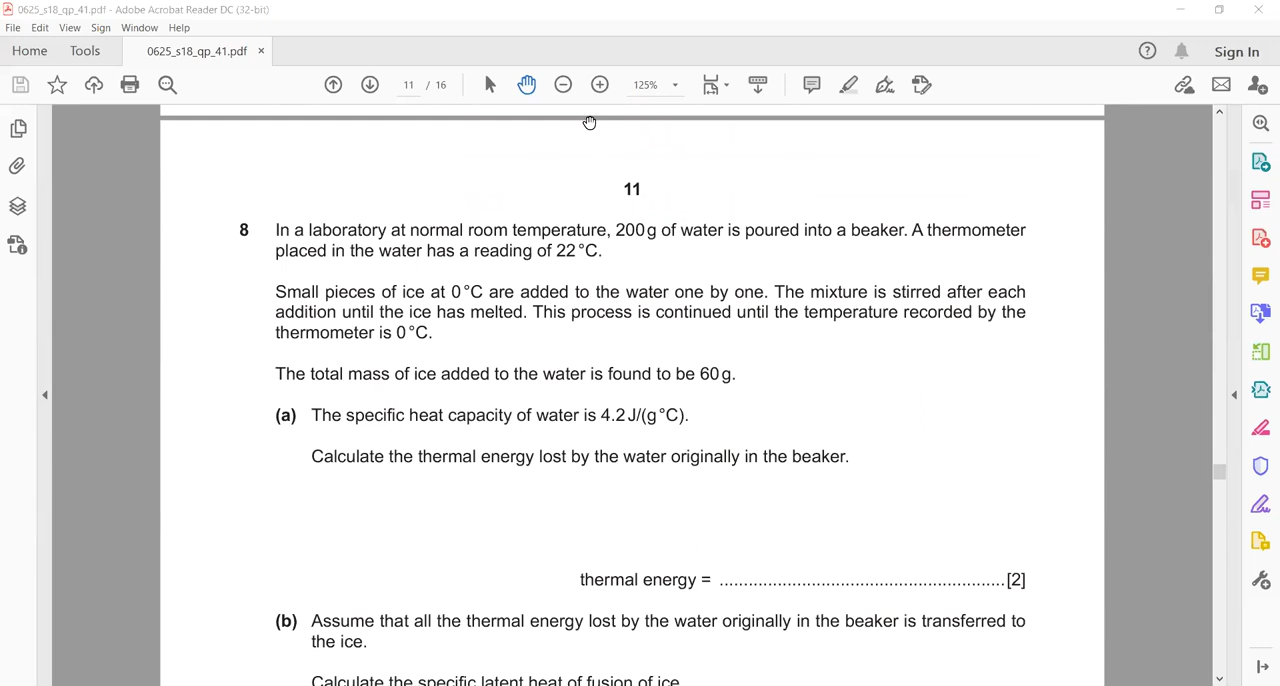 0625_s18_qp_41.pdf - Adobe Acrobat Reader DC (32-bit)
File Edit View Sign Window Help
Home Tools 0625_s18_qp_41.pdf × Sign In
11 / 16 125%
11
8 In a laboratory at normal room temperature, 200 g of water is poured into a beaker. A thermometer
placed in the water has a reading of 22 °C.
Small pieces of ice at 0 °C are added to the water one by one. The mixture is stirred after each
addition until the ice has melted. This process is continued until the temperature recorded by the
thermometer is 0 °C.
The total mass of ice added to the water is found to be 60 g.
(a) The specific heat capacity of water is 4.2 J/(g °C).
Calculate the thermal energy lost by the water originally in the beaker.
thermal energy = ............................................................[2]
(b) Assume that all the thermal energy lost by the water originally in the beaker is transferred to
the ice.
Calculate the specific latent heat of fusion of ice.